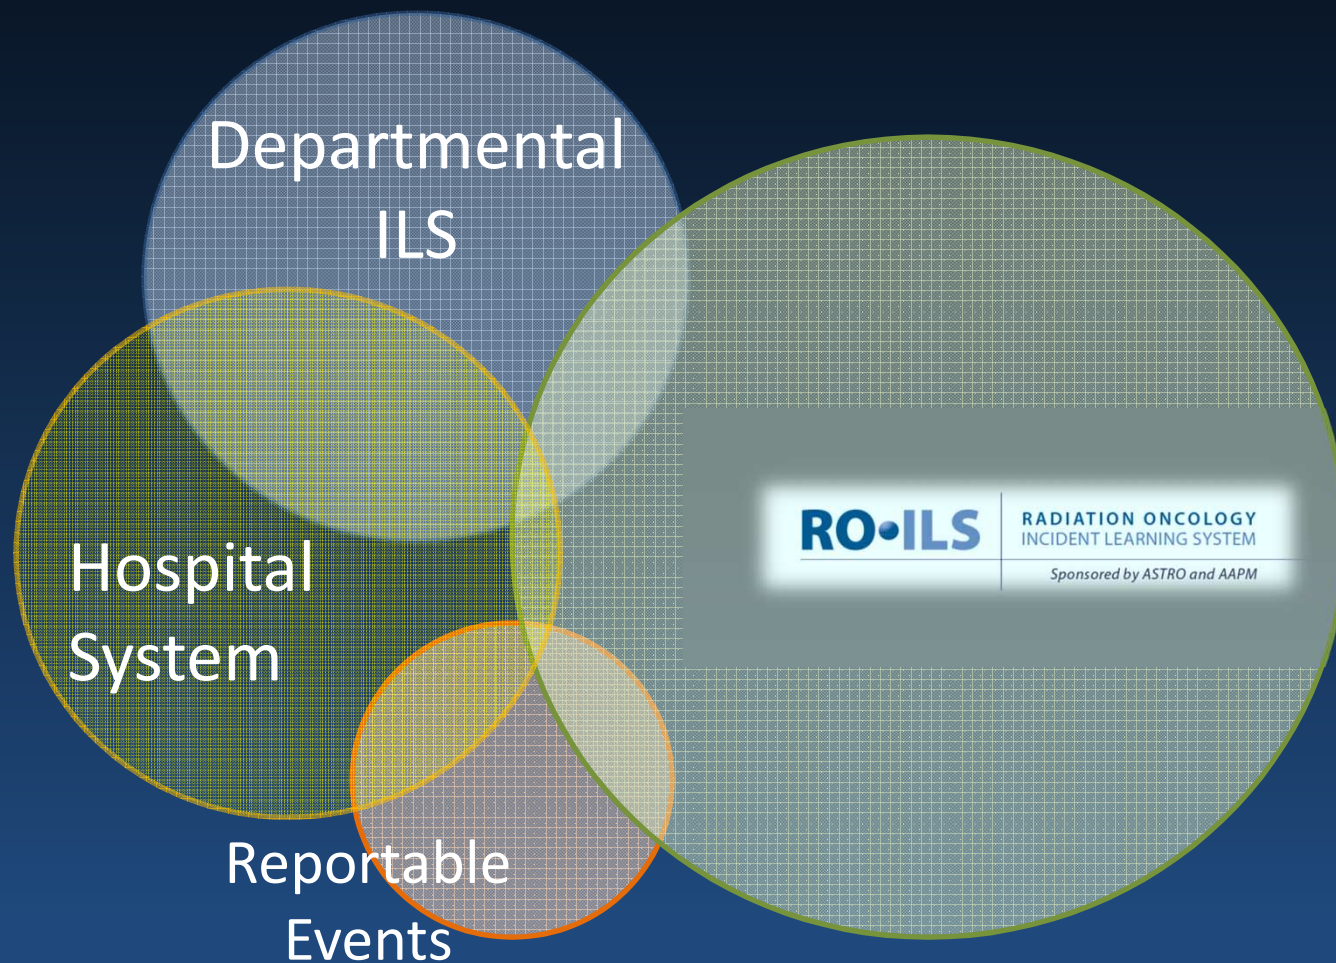 Departmental
ILS
Hospital
System
RO•ILS
RADIATION ONCOLOGY
INCIDENT LEARNING SYSTEM
Sponsored by ASTRO and AAPM
Reportable
Events